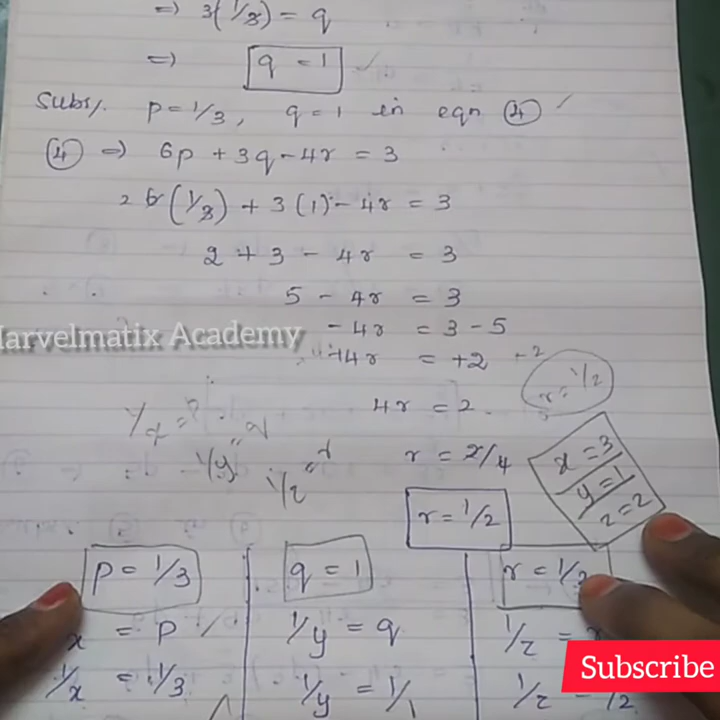 =) 3(1/3) = q
=) q = 1
Subs/. p = 1/3, q = 1 in eqn (4)
(4) =) 6p + 3q - 4r = 3
2 6(1/3) + 3(1) - 4r = 3
2 + 3 - 4r = 3
5 - 4r = 3
Marvelmatix Academy
- 4r = 3 - 5
+4r = +2 -2
r = 1/2
4r = 2
1/x = p
1/y = q
1/z = r
r = 2/4
x = 3
y = 1
z = 2
r = 1/2
p = 1/3
q = 1
r = 1/2
x = p
1/y = q
1/z =
Subscribe
1/x = 1/3
1/y = 1/1